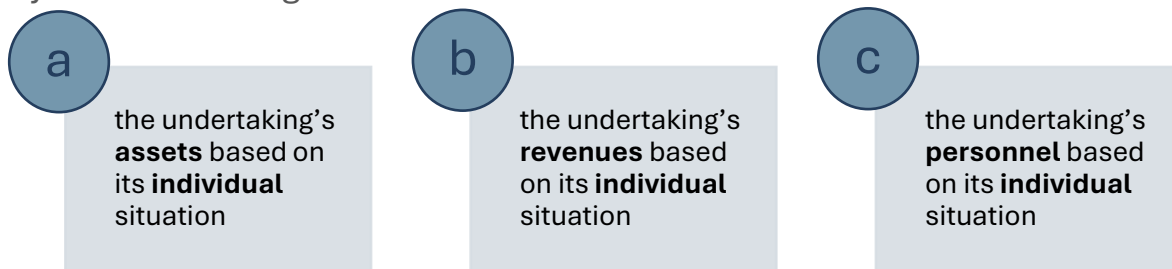 a
the undertaking's
assets based on
its individual
situation
b
the undertaking's
revenues based
on its individual
situation
c
the undertaking's
personnel based
on its individual
situation